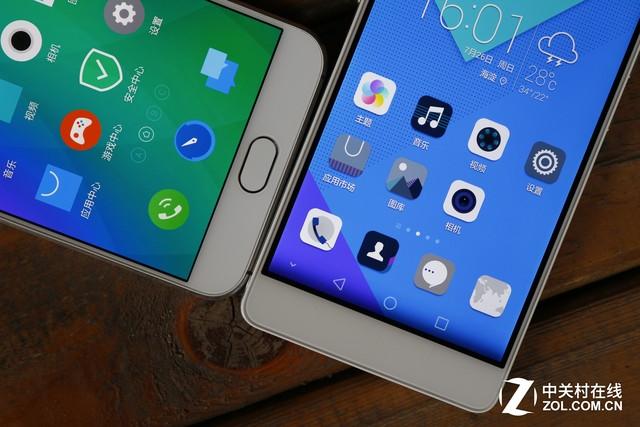 设置
相机
安全中心
视频
游戏中心
音乐
应用中心
16:01
7月26日 周日
海淀
28℃
34°/22°
主题
音乐
视频
设置
应用市场
图库
相机
中关村在线
ZOL.COM.CN